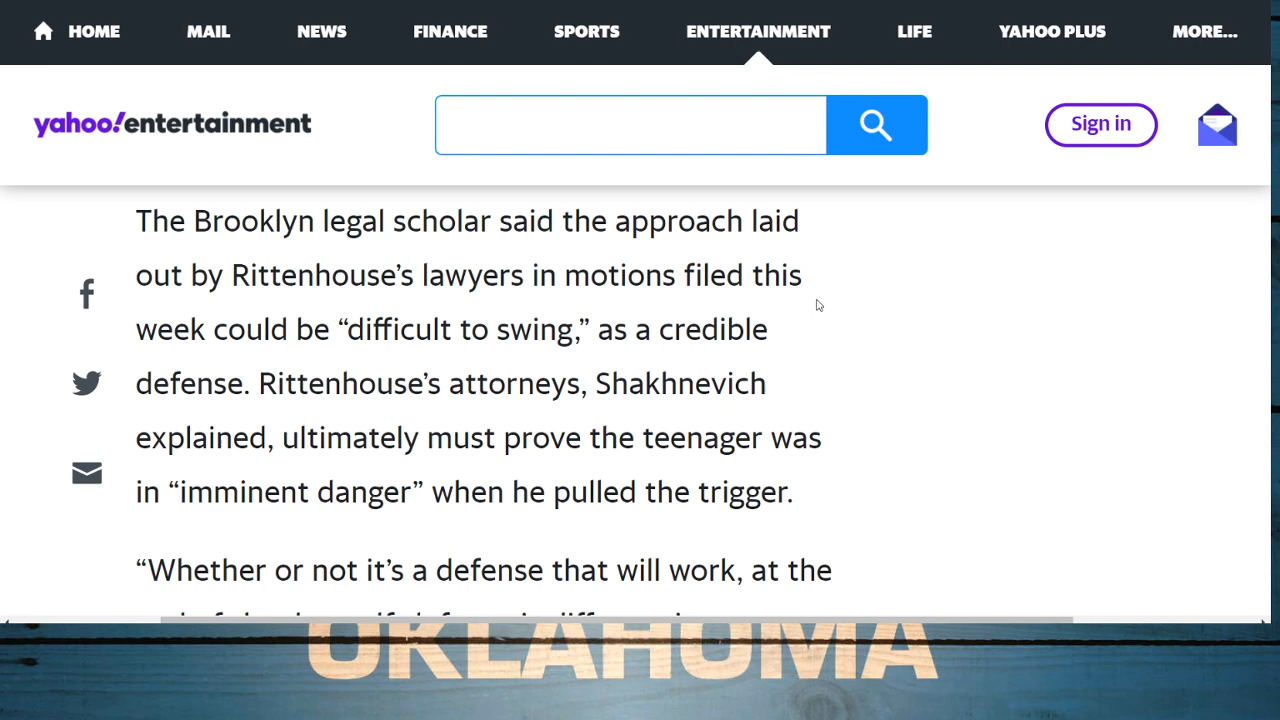 HOME MAIL NEWS FINANCE SPORTS ENTERTAINMENT LIFE YAHOO PLUS MORE...
yahoo!entertainment Sign in
The Brooklyn legal scholar said the approach laid
out by Rittenhouse’s lawyers in motions filed this
week could be “difficult to swing,” as a credible
defense. Rittenhouse’s attorneys, Shakhnevich
explained, ultimately must prove the teenager was
in “imminent danger” when he pulled the trigger.
“Whether or not it’s a defense that will work, at the
OKLAHOMA